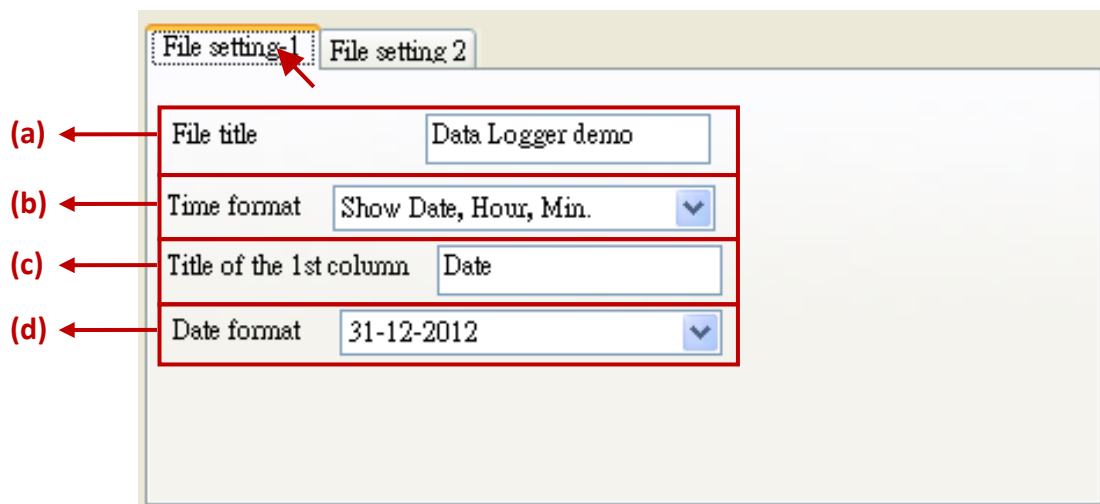 File setting-1 File setting 2
(a) File title Data Logger demo
(b) Time format Show Date, Hour, Min.
(c) Title of the 1st column Date
(d) Date format 31-12-2012